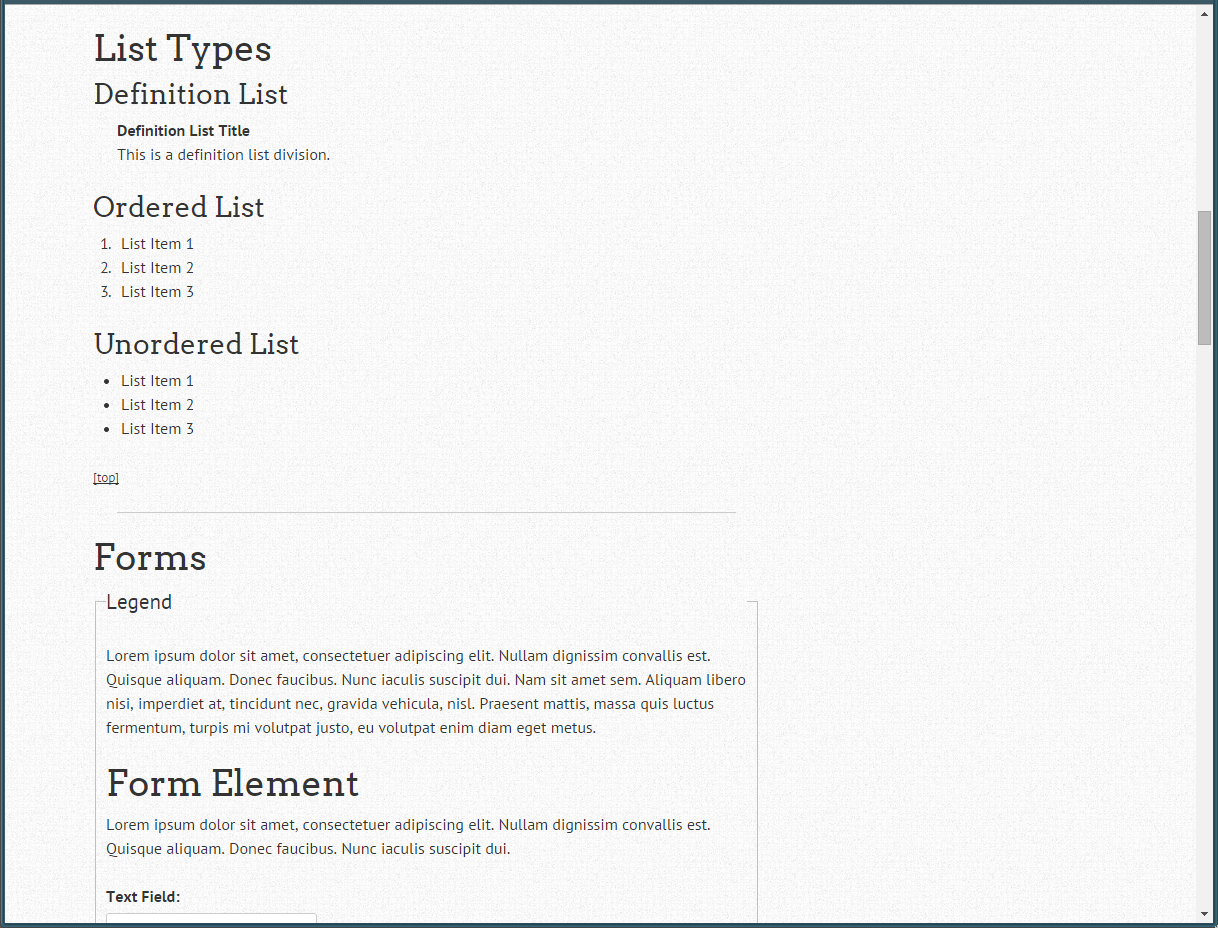 List Types
Definition List
Definition List Title
This is a definition list division.
Ordered List
1. List Item 1
2. List Item 2
3. List Item 3
Unordered List
• List Item 1
• List Item 2
• List Item 3
[top]
Forms
Legend
Lorem ipsum dolor sit amet, consectetuer adipiscing elit. Nullam dignissim convallis est.
Quisque aliquam. Donec faucibus. Nunc iaculis suscipit dui. Nam sit amet sem. Aliquam libero
nisi, imperdiet at, tincidunt nec, gravida vehicula, nisl. Praesent mattis, massa quis luctus
fermentum, turpis mi volutpat justo, eu volutpat enim diam eget metus.
Form Element
Lorem ipsum dolor sit amet, consectetuer adipiscing elit. Nullam dignissim convallis est.
Quisque aliquam. Donec faucibus. Nunc iaculis suscipit dui.
Text Field: